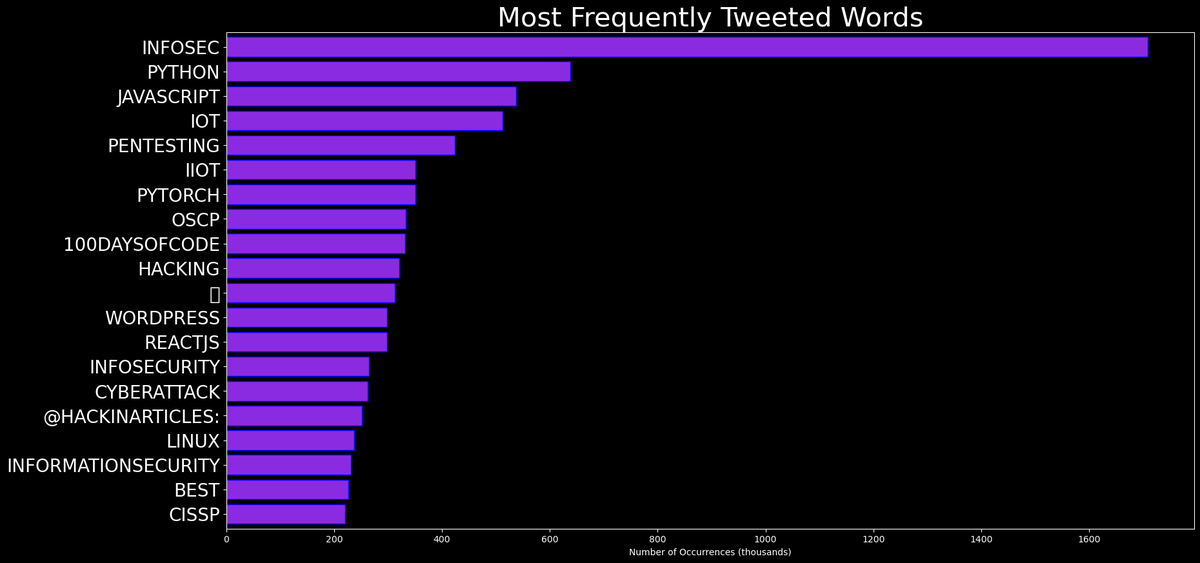 Most Frequently Tweeted Words
INFOSEC
PYTHON
JAVASCRIPT
IOT
PENTESTING
IIOT
PYTORCH
OSCP
100DAYSOFCODE
HACKING
WORDPRESS
REACTJS
INFOSECURITY
CYBERATTACK
@HACKINARTICLES:
LINUX
INFORMATIONSECURITY
BEST
CISSP
0 200 400 600 800 1000 1200 1400 1600
Number of Occurrences (thousands)